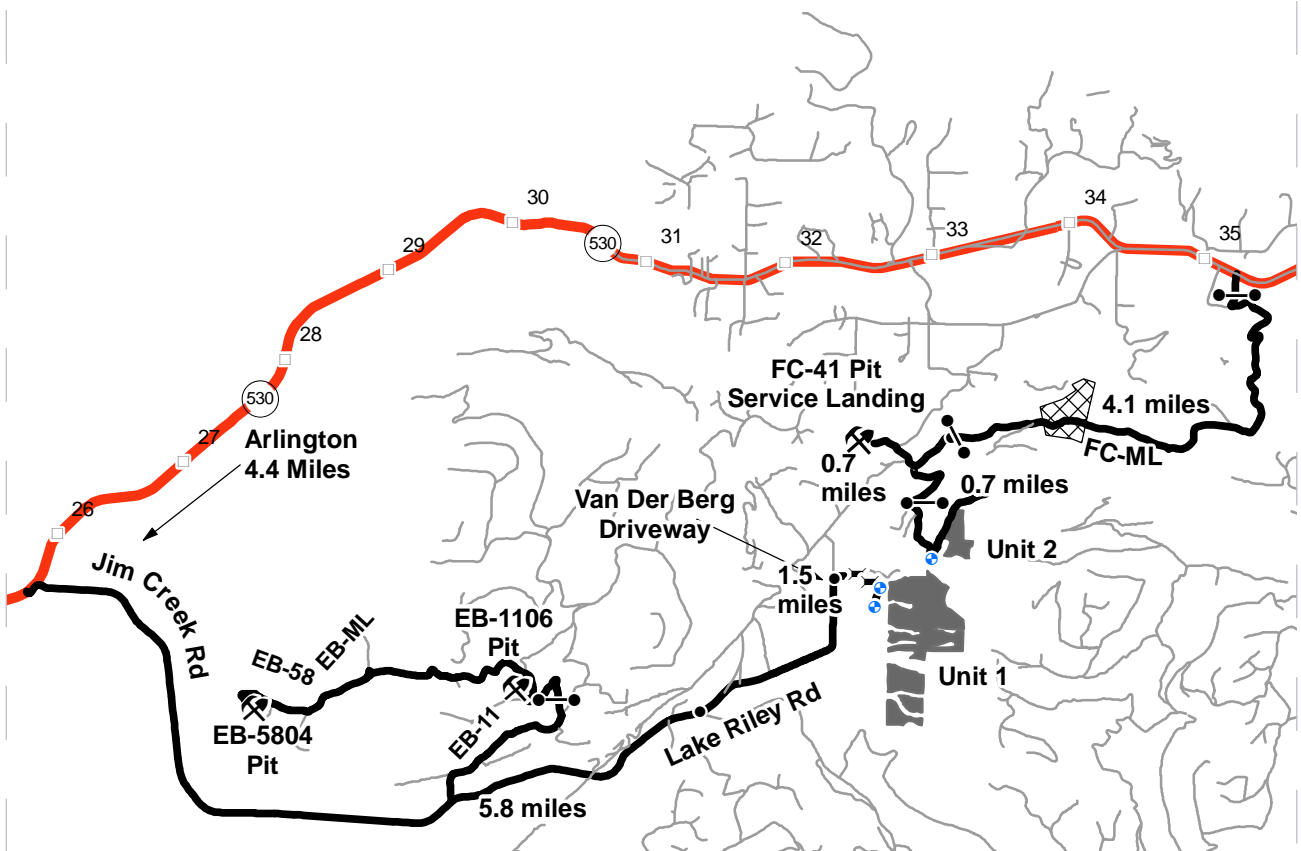 30
34
35
33
31
32
530
29
28
530
27
Arlington
4.4 Miles
26
FC-41 Pit
Service Landing
4.1 miles
FC-ML
0.7
miles
0.7 miles
Van Der Berg
Driveway
Unit 2
1.5
miles
Jim Creek Rd
EB-1106
Pit
EB-58
EB-ML
Unit 1
EB-5804
Pit
EB-11
Lake Riley Rd
5.8 miles